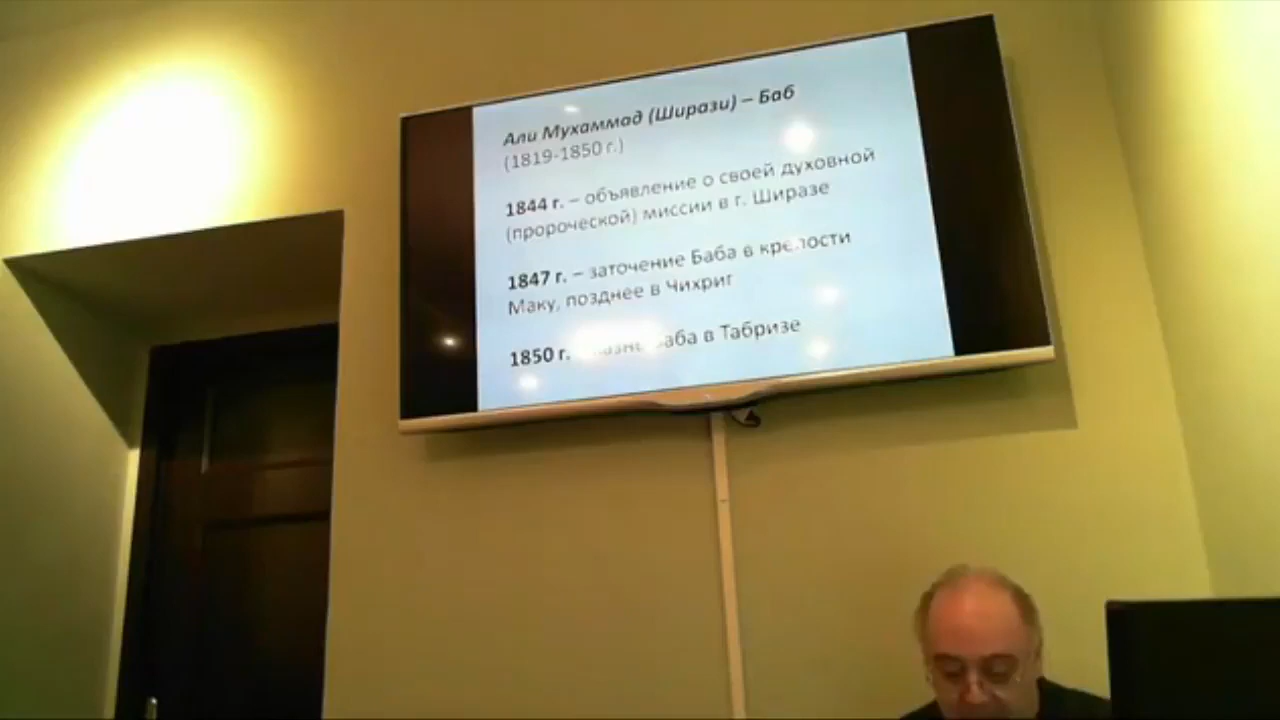 Али Мухаммад (Ширази) – Баб
(1819-1850 г.)
1844 г. – объявление о своей духовной
(пророческой) миссии в г. Ширазе
1847 г. – заточение Баба в крепости
Маку, позднее в Чихриг
1850 г. Баба в Табризе